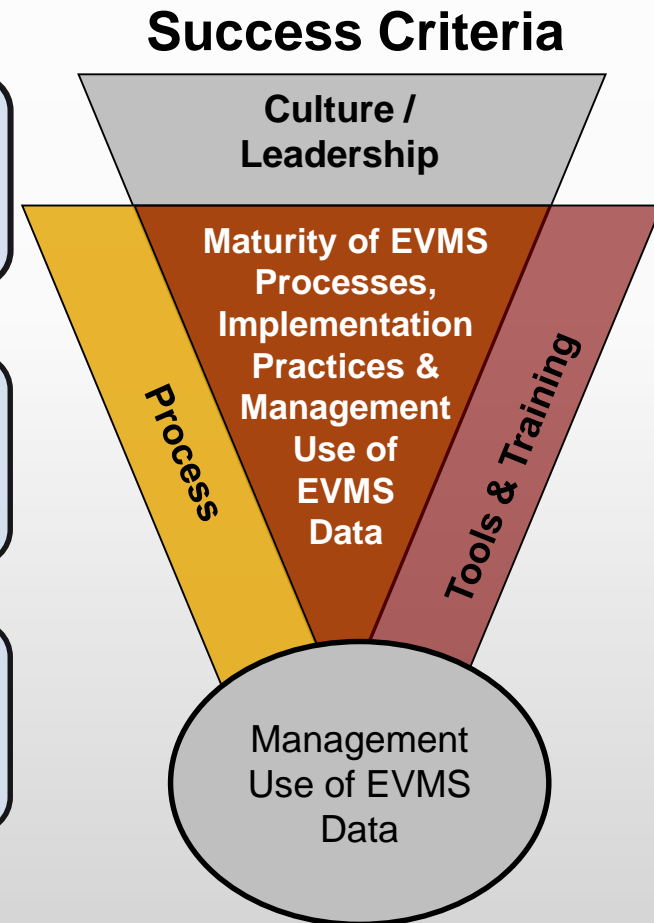 Success Criteria
Culture /
Leadership
Maturity of EVMS
Processes,
Implementation
Practices &
Management
Use of
EVMS
Data
Process
Tools & Training
Management
Use of EVMS
Data